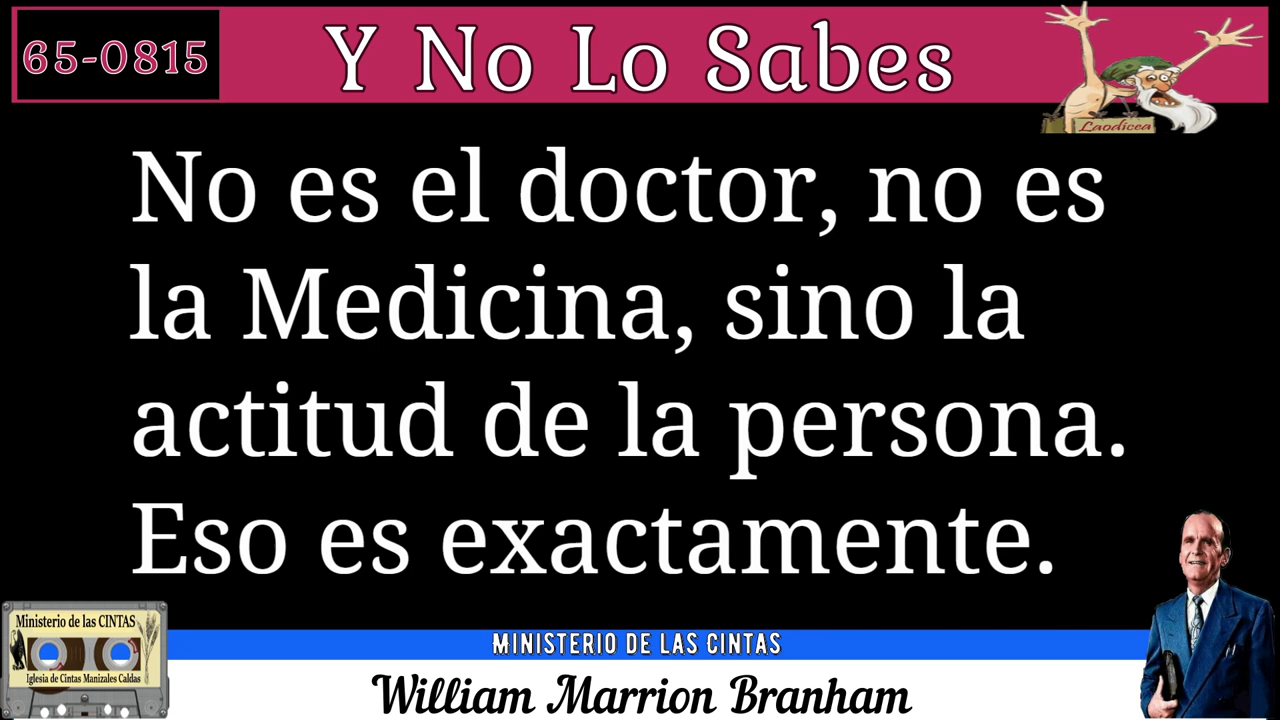 65-0815
Y No Lo Sabes
Laodicea
No es el doctor, no es
la Medicina, sino la
actitud de la persona.
Eso es exactamente.
Ministerio de las CINTAS
Iglesia de Cintas Manizales Caldas
MINISTERIO DE LAS CINTAS
William Marrion Branham